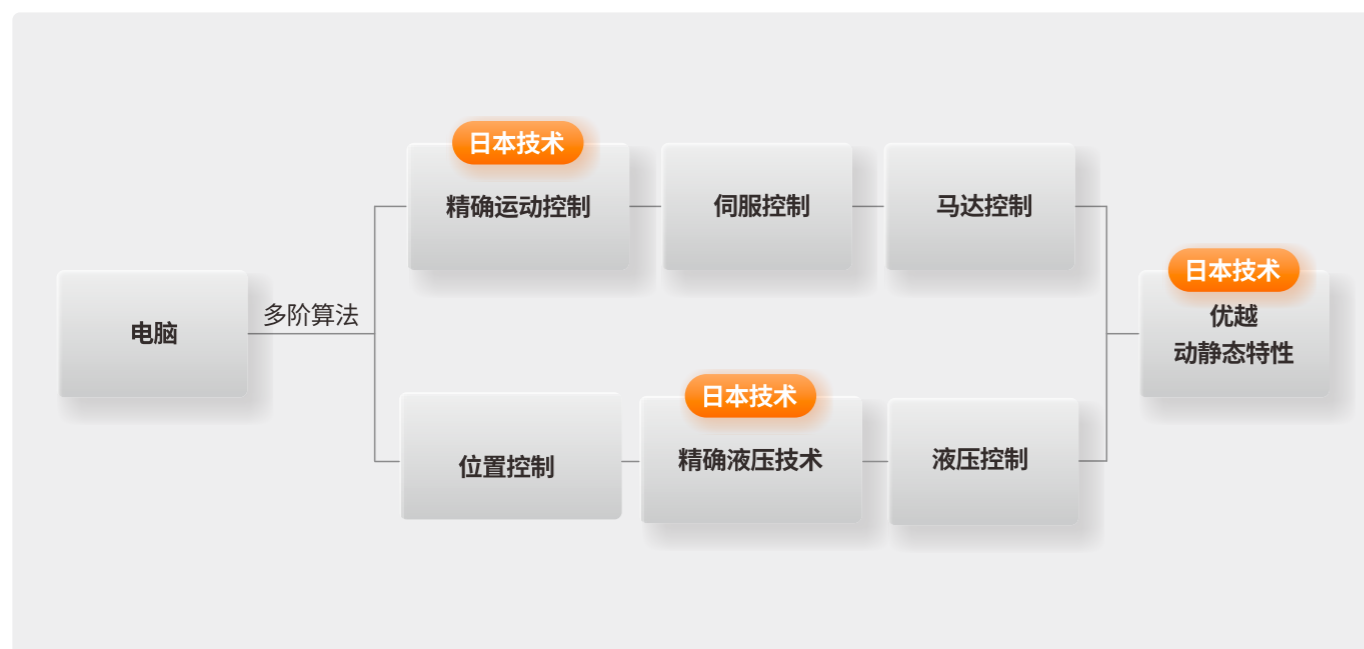 电脑
多阶算法
日本技术
精确运动控制
伺服控制
马达控制
位置控制
日本技术
精确液压技术
液压控制
日本技术
优越
动静态特性